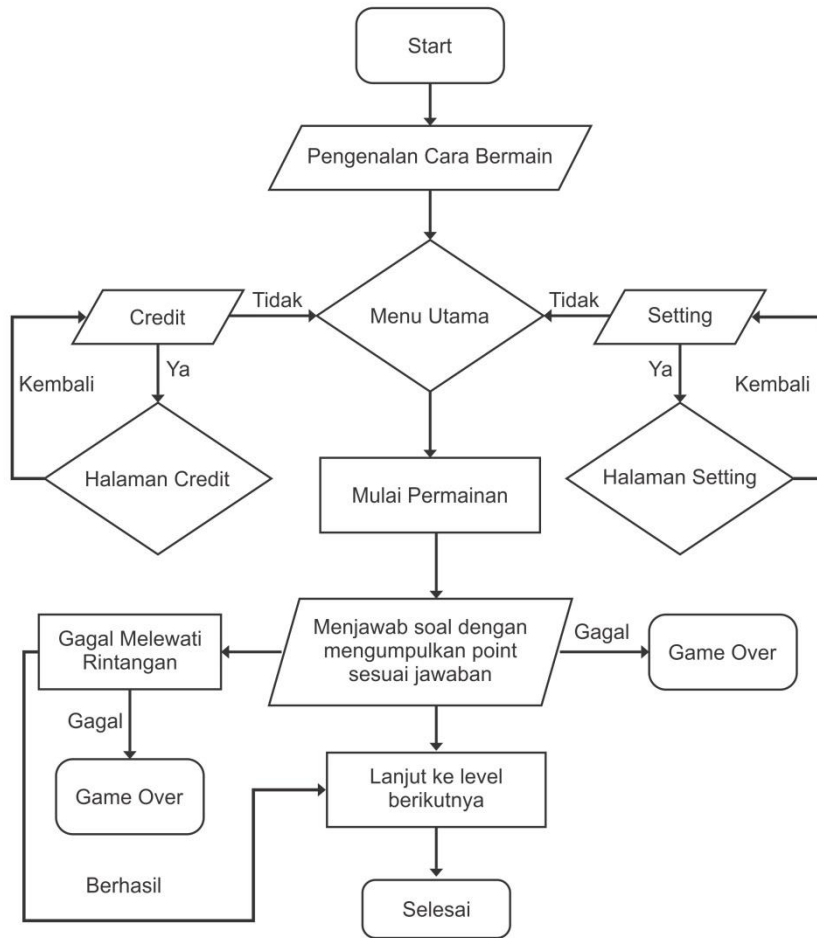 Start
Pengenalan Cara Bermain
Tidak
Tidak
Credit
Menu Utama
Setting
Ya
Ya
Kembali
Kembali
Halaman Credit
Halaman Setting
Mulai Permainan
Gagal Melewati
Rintangan
Menjawab soal dengan
mengumpulkan point
sesuai jawaban
Gagal
Game Over
Gagal
Game Over
Lanjut ke level
berikutnya
Berhasil
Selesai